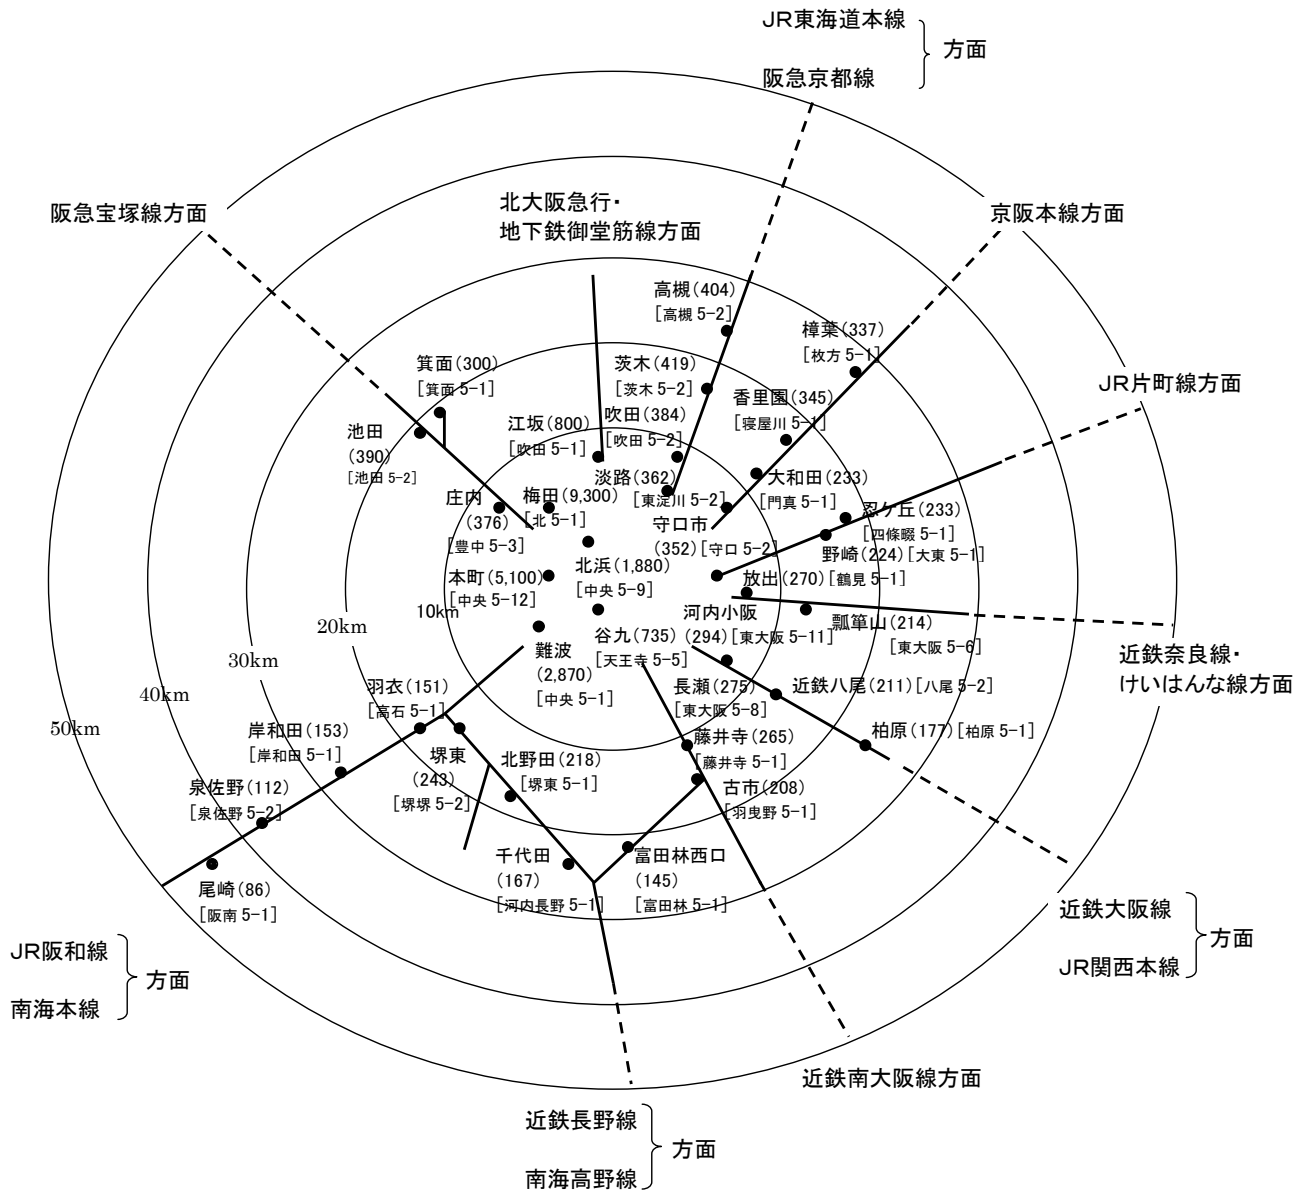 JR東海道本線
方面
阪急京都線
阪急宝塚線方面
北大阪急行・
地下鉄御堂筋線方面
京阪本線方面
高槻(404)
[高槻 5-2]
樟葉(337)
[枚方 5-1]
箕面(300)
[箕面 5-1]
茨木(419)
[茨木 5-2]
JR片町線方面
香里園(345)
[寝屋川 5-1]
江坂(800)
[吹田 5-1]
吹田(384)
[吹田 5-2]
池田
(390)
[池田 5-2]
淡路(362)
[東淀川 5-2]
大和田(233)
[門真 5-1]
庄内
(376)
[豊中 5-3]
梅田(9,300)
[北 5-1]
守口市
(352)[守口 5-2]
忍ケ丘(233)
[四條畷 5-1]
野崎(224)[大東 5-1]
北浜(1,880)
[中央 5-9]
本町(5,100)
[中央 5-12]
放出(270)[鶴見 5-1]
10km
河内小阪
(294)[東大阪 5-11]
瓢箪山(214)
[東大阪 5-6]
20km
谷九(735)
[天王寺 5-5]
難波
(2,870)
[中央 5-1]
近鉄奈良線・
けいはんな線方面
30km
羽衣(151)
[高石 5-1]
長瀬(275)
[東大阪 5-8]
近鉄八尾(211)[八尾 5-2]
40km
50km
岸和田(153)
[岸和田 5-1]
柏原(177)[柏原 5-1]
藤井寺(265)
[藤井寺 5-1]
堺東
(243)
[堺堺 5-2]
北野田(218)
[堺東 5-1]
泉佐野(112)
[泉佐野 5-2]
古市(208)
[羽曳野 5-1]
千代田
(167)
[河内長野 5-1]
富田林西口
(145)
[富田林 5-1]
尾崎(86)
[阪南 5-1]
近鉄大阪線
方面
JR関西本線
JR阪和線
方面
南海本線
近鉄南大阪線方面
近鉄長野線
方面
南海高野線